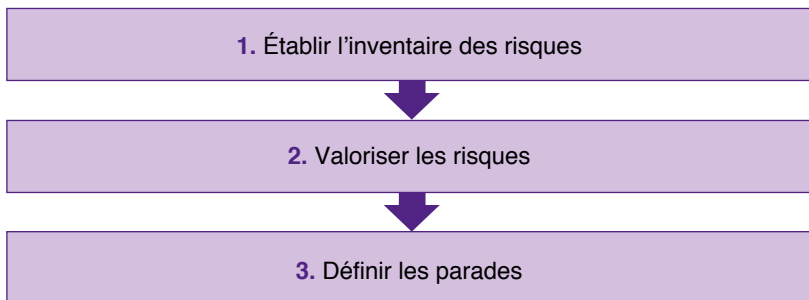 1. Établir l’inventaire des risques
2. Valoriser les risques
3. Définir les parades